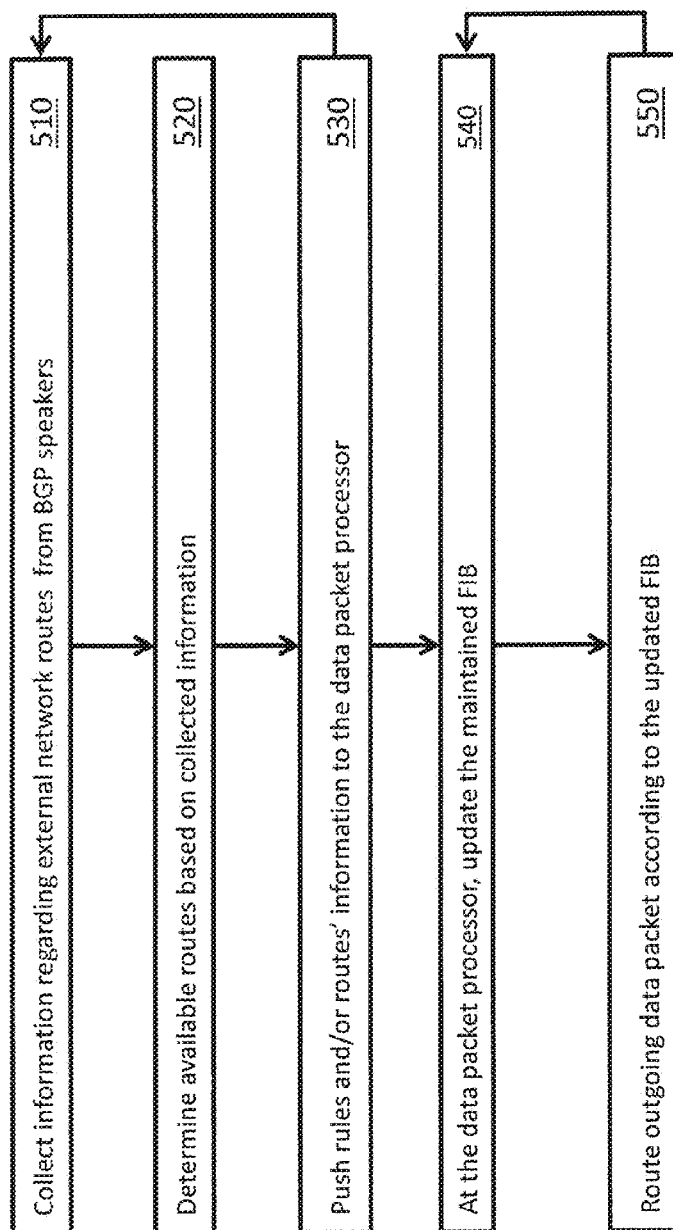 Collect information regarding external network routes from BGP speakers 510
Determine available routes based on collected information 520
Push rules and/or routes' information to the data packet processor 530
At the data packet processor, update the maintained FIB 540
Route outgoing data packet according to the updated FIB 550